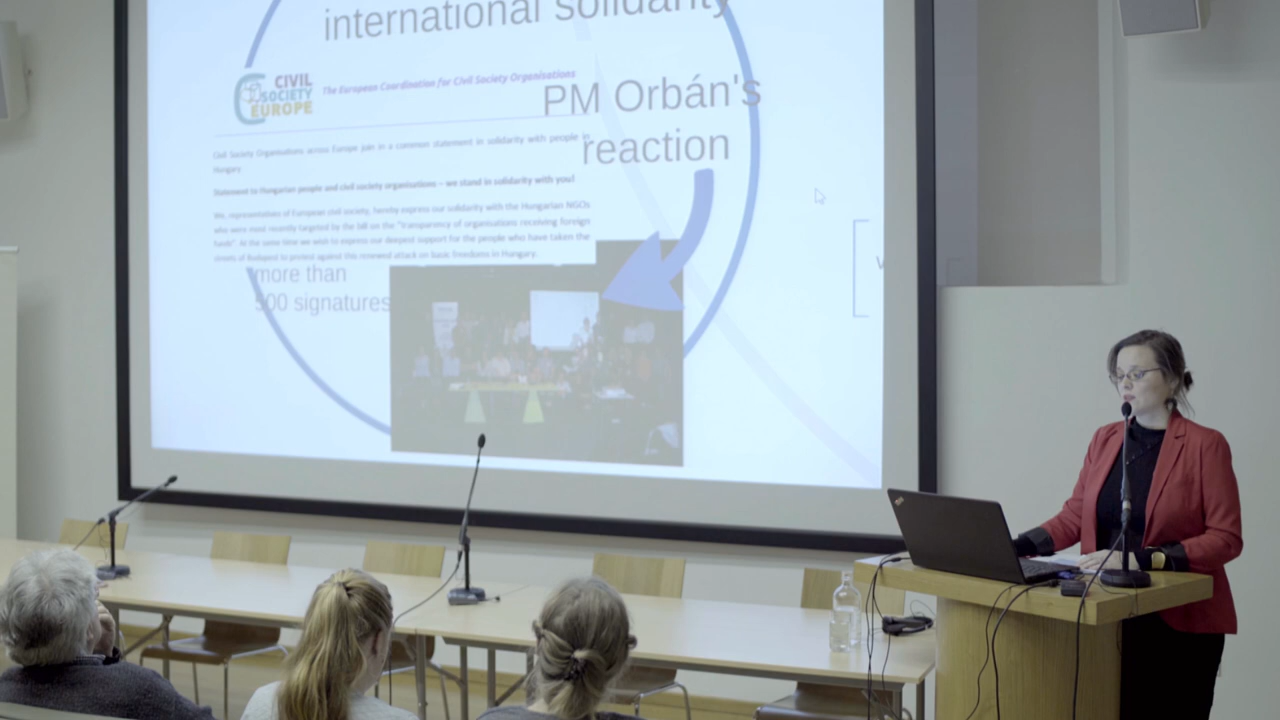 international solidarity
CIVIL
SOCIETY
EUROPE
The European Coordination for Civil Society Organisations
PM Orbán's
reaction
Civil Society Organisations across Europe join in a common statement in solidarity with people in
Hungary
Statement to Hungarian people and civil society organisations – we stand in solidarity with you!
We, representatives of European civil society, hereby express our solidarity with the Hungarian NGOs
who were most recently targeted by the bill on the "transparency of organisations receiving foreign
funds". At the same time we wish to express our deepest support for the people who have taken the
streets of Budapest to protest against this renewed attack on basic freedoms in Hungary.
more than
500 signatures